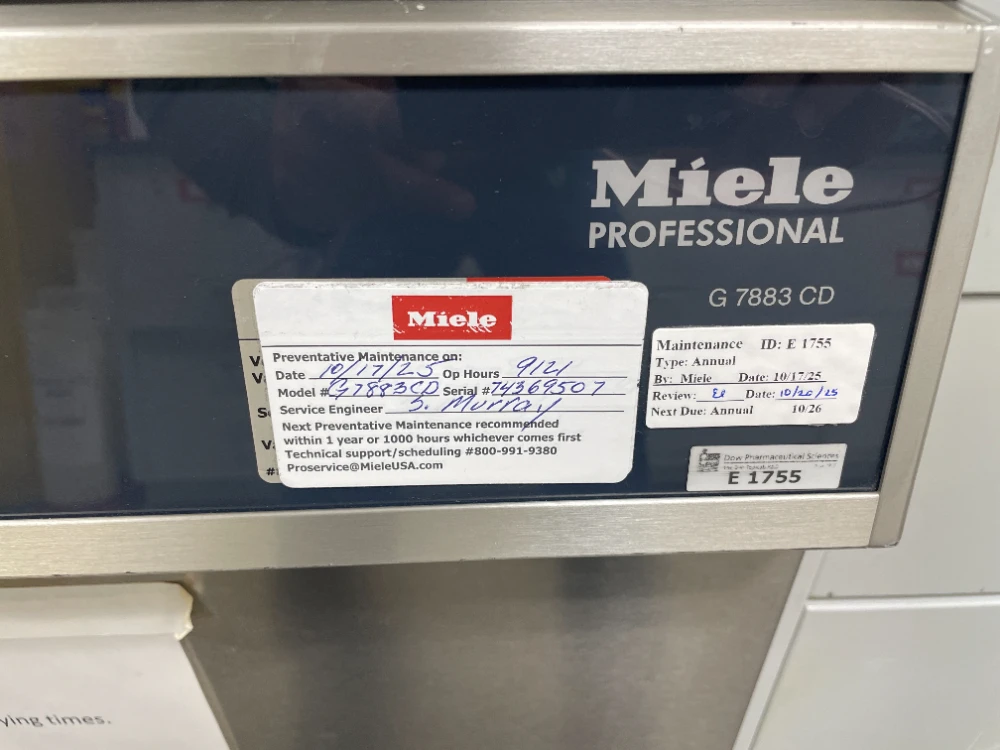 Miele
PROFESSIONAL
G 7883 CD
Miele
Preventative Maintenance on:
Date 10/17/25 Op Hours 9121
Model # G7883CD Serial # 74369507
Service Engineer S. Murray
Next Preventative Maintenance recommended
within 1 year or 1000 hours whichever comes first
Technical support/scheduling #800-991-9380
Proservice@MieleUSA.com
Maintenance ID: E 1755
Type: Annual
By: Miele Date: 10/17/25
Review: Date: 10/20/25
Next Due: Annual 10/26
Dow Pharmaceutical Sciences
E 1755
ying times.